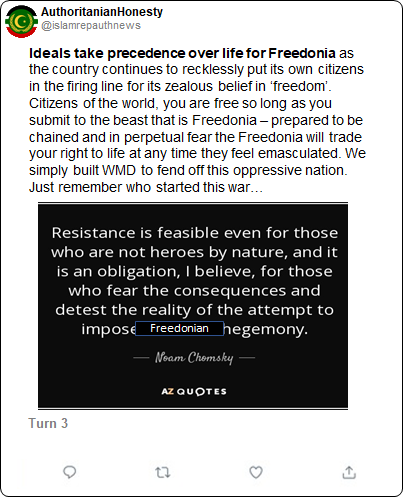 AuthoritanianHonesty
@islamrepauthnews
Ideals take precedence over life for Freedonia as
the country continues to recklessly put its own citizens
in the firing line for its zealous belief in ‘freedom’.
Citizens of the world, you are free so long as you
submit to the beast that is Freedonia – prepared to be
chained and in perpetual fear the Freedonia will trade
your right to life at any time they feel emasculated. We
simply built WMD to fend off this oppressive nation.
Just remember who started this war…
Resistance is feasible even for those
who are not heroes by nature, and it
is an obligation, I believe, for those
who fear the consequences and
detest the reality of the attempt to
impose Freedonian hegemony.
Noam Chomsky
AZ QUOTES
Turn 3